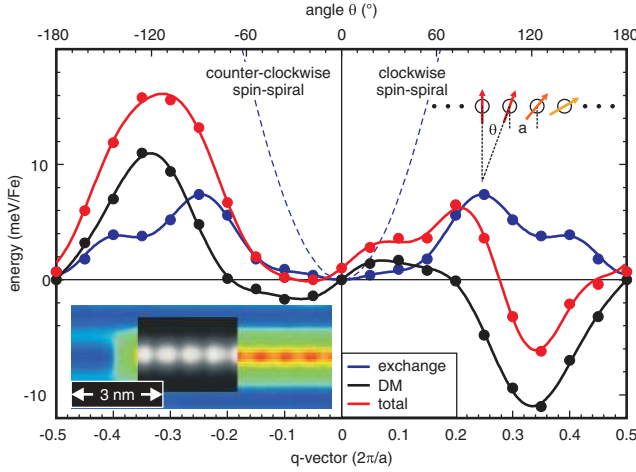 angle θ (°)
-180 -120 -60 0 60 120 180
counter-clockwise
spin-spiral
clockwise
spin-spiral
θ
a
energy (meV/Fe)
10
0
-10
3 nm
exchange
DM
total
-0.5 -0.4 -0.3 -0.2 -0.1 0 0.1 0.2 0.3 0.4 0.5
q-vector (2π/a)